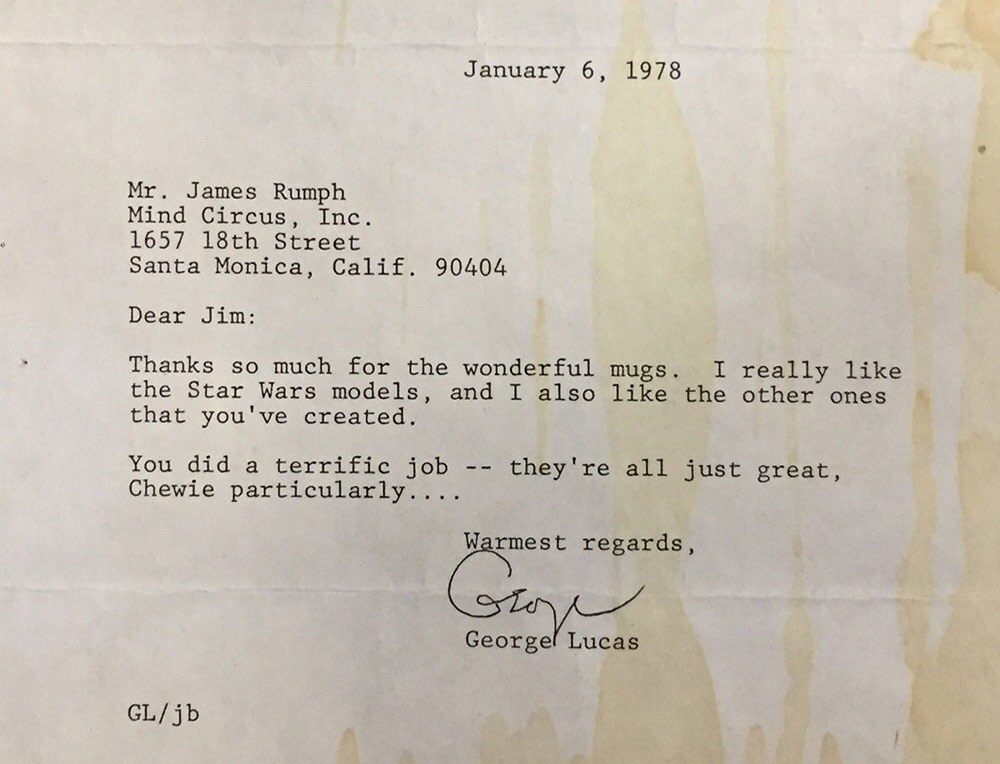 January 6, 1978
Mr. James Rumph
Mind Circus, Inc.
1657 18th Street
Santa Monica, Calif. 90404
Dear Jim:
Thanks so much for the wonderful mugs.  I really like
the Star Wars models, and I also like the other ones
that you've created.
You did a terrific job -- they're all just great,
Chewie particularly....
Warmest regards,
George
George Lucas
GL/jb